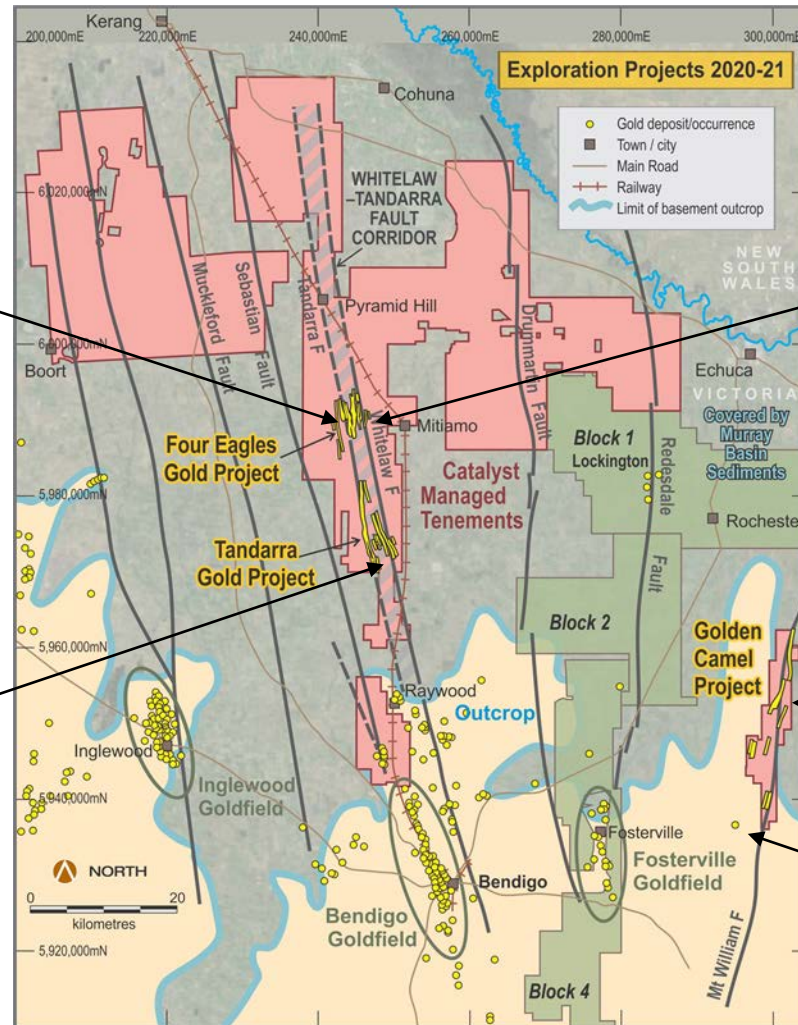 Kerang
200,000mE
220,000mE
240,000mE
260,000mE
280,000mE
300,000mE
Exploration Projects 2020-21
Gold deposit/occurrence
Town / city
Main Road
Railway
Limit of basement outcrop
Cohuna
6,020,000mN
WHITELAW
–TANDARRA
FAULT
CORRIDOR
NEW
SOUTH
WALES
Muckleford
Fault
Sebastian
Fault
Tandarra F
Pyramid Hill
Drummartin Fault
6,000,000mN
Boort
Echuca
VICTORIA
Covered by
Murray
Basin
Sediments
Four Eagles
Gold Project
Whitelaw F
Mitiamo
Block 1
Lockington
Redesdale
Fault
Catalyst
Managed
Tenements
5,980,000mN
Rochester
Tandarra
Gold Project
Block 2
5,960,000mN
Golden
Camel
Project
Raywood
Outcrop
Inglewood
Inglewood
Goldfield
5,940,000mN
Fosterville
Fosterville
Goldfield
NORTH
0
20
kilometres
Bendigo
Bendigo
Goldfield
5,920,000mN
Block 4
Mt William F